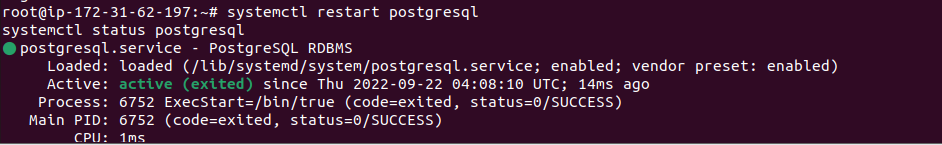 root@ip-172-31-62-197:~# systemctl restart postgresql
systemctl status postgresql
● postgresql.service - PostgreSQL RDBMS
     Loaded: loaded (/lib/systemd/system/postgresql.service; enabled; vendor preset: enabled)
     Active: active (exited) since Thu 2022-09-22 04:08:10 UTC; 14ms ago
    Process: 6752 ExecStart=/bin/true (code=exited, status=0/SUCCESS)
   Main PID: 6752 (code=exited, status=0/SUCCESS)
        CPU: 1ms